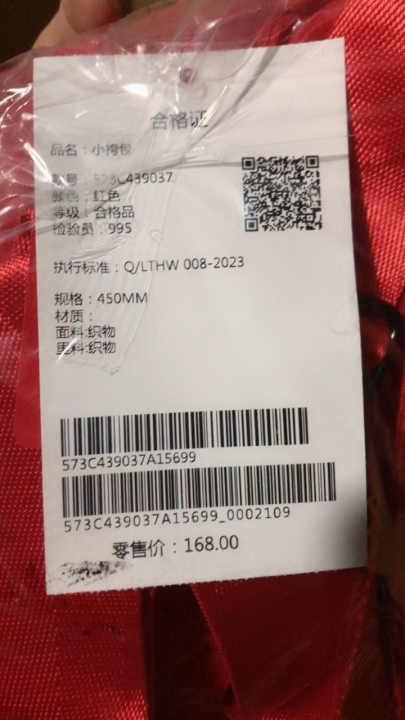 合格证
品名：小挎包
款号：573C439037
颜色：红色
等级：合格品
检验员：995
执行标准：Q/LTHW 008-2023
规格：450MM
材质：
面料:织物
里料:织物
573C439037A15699
573C439037A15699_0002109
零售价：168.00